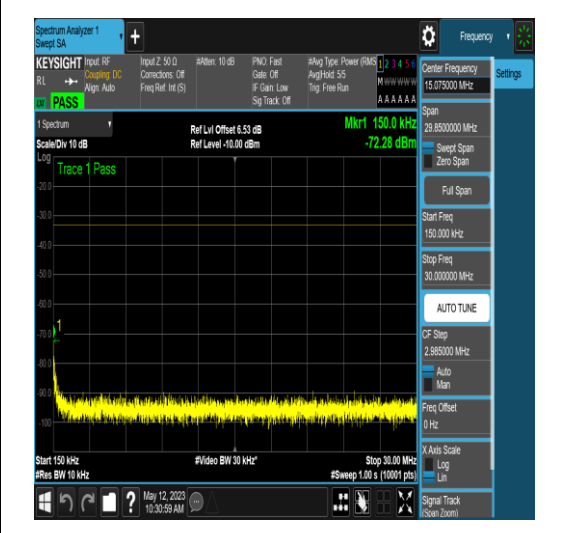 Spectrum Analyzer 1
Swept SA
Frequency
KEYSIGHT
RL
Input: RF
Coupling: DC
Align: Auto
Input Z: 50 Ω
Corrections: Off
Freq Ref: Int (S)
#Atten: 10 dB
PNO: Fast
Gate: Off
IF Gain: Low
Sig Track: Off
#Avg Type: Power (RMS
Avg|Hold: 5/5
Trig: Free Run
1 2 3 4 5 6
M W W W W W
A A A A A A
PASS
Center Frequency
15.075000 MHz
Settings
Span
29.8500000 MHz
Swept Span
Zero Span
Full Span
Start Freq
150.000 kHz
Stop Freq
30.000000 MHz
AUTO TUNE
CF Step
2.985000 MHz
Auto
Man
Freq Offset
0 Hz
X Axis Scale
Log
Lin
Signal Track
(Span Zoom)
1 Spectrum
Scale/Div 10 dB
Ref Lvl Offset 6.53 dB
Ref Level -10.00 dBm
Mkr1 150.0 kHz
-72.28 dBm
Log
Trace 1 Pass
-20.0
-30.0
-40.0
-50.0
-60.0
-70.0
-80.0
-90.0
-100
1
Start 150 kHz
#Res BW 10 kHz
#Video BW 30 kHz*
Stop 30.00 MHz
#Sweep 1.00 s (10001 pts)
?
May 12, 2023
10:30:59 AM